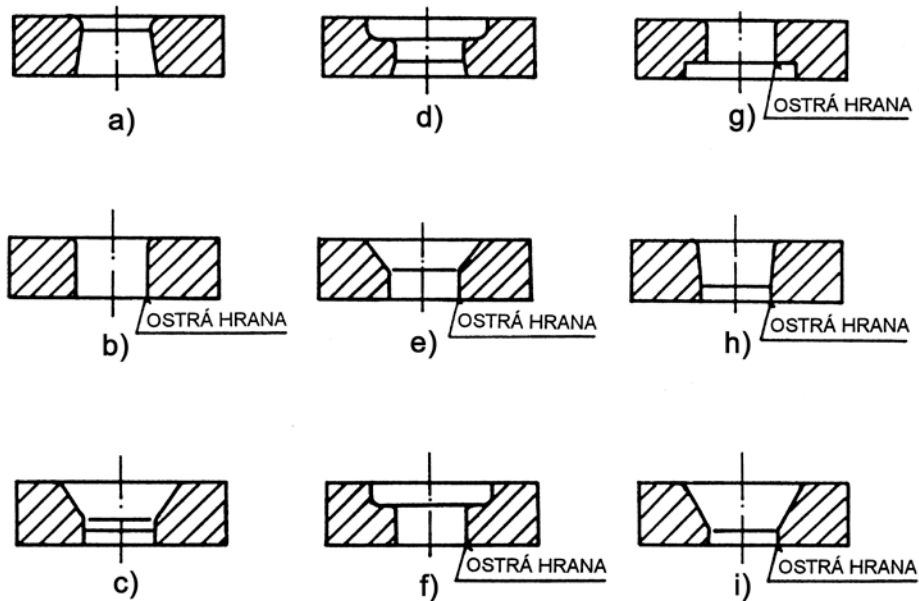 a)
d)
OSTRÁ HRANA
g)
OSTRÁ HRANA
b)
OSTRÁ HRANA
e)
OSTRÁ HRANA
h)
c)
OSTRÁ HRANA
f)
OSTRÁ HRANA
i)